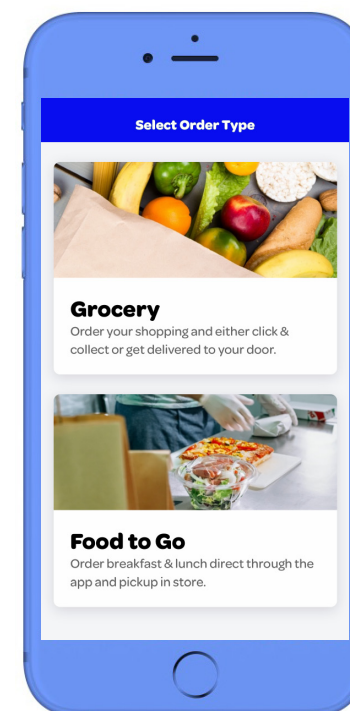 Select Order Type
Grocery
Order your shopping and either click &
collect or get delivered to your door.
Food to Go
Order breakfast & lunch direct through the
app and pickup in store.